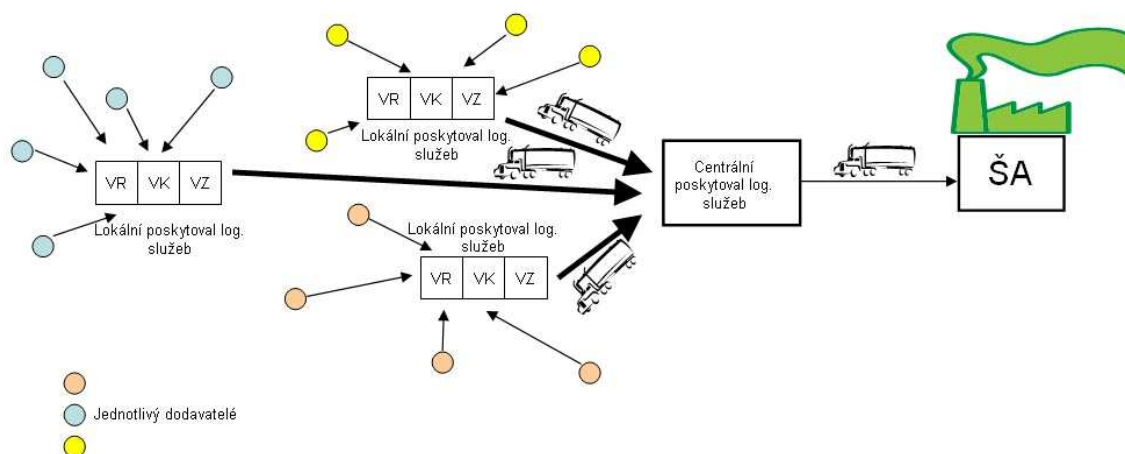 VR VK VZ
Lokální poskytoval log.
služeb
VR VK VZ
Lokální poskytoval log.
služeb
Lokální poskytoval log.
služeb
VR VK VZ
Centrální
poskytoval log.
služeb
ŠA
Jednotlivý dodavatelé